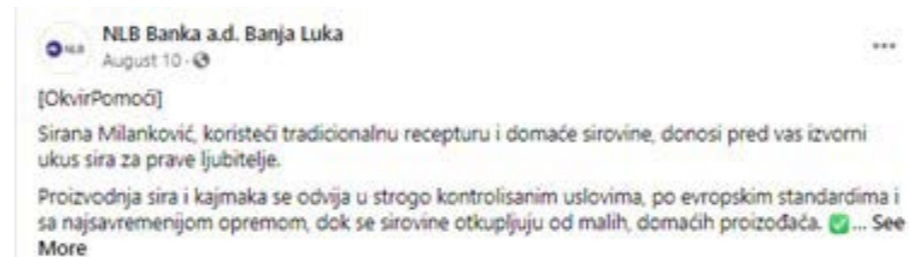 NLB Banka a.d. Banja Luka
NLB
August 10 ·
[OkvirPomoći]
Sirana Milanković, koristeći tradicionalnu recepturu i domaće sirovine, donosi pred vas izvorni
ukus sira za prave ljubitelje.
Proizvodnja sira i kajmaka se odvija u strogo kontrolisanim uslovima, po evropskim standardima i
sa najsavremenijom opremom, dok se sirovine otkupljuju od malih, domaćih proizođača. ✅ ... See
More